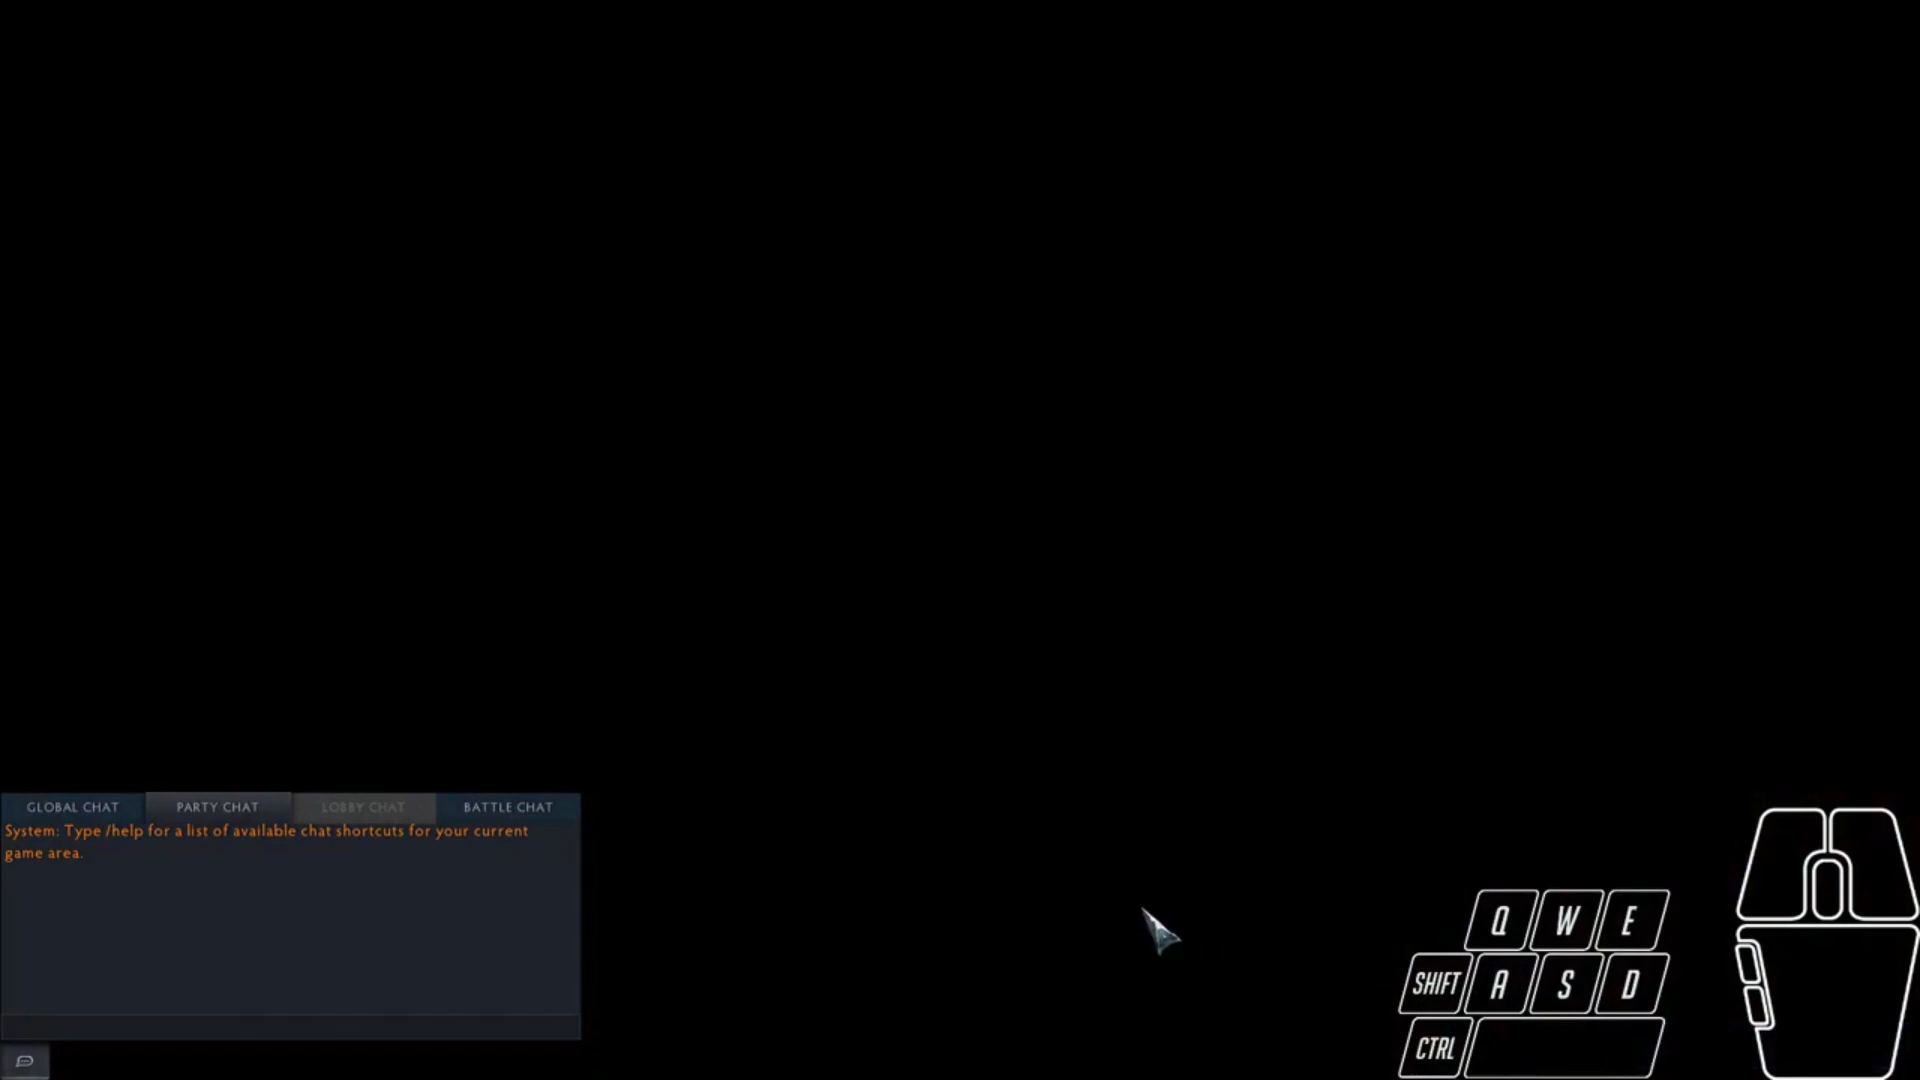 GLOBAL CHAT PARTY CHAT LOBBY CHAT BATTLE CHAT
System: Type /help for a list of available chat shortcuts for your current
game area.
Q W E
SHIFT A S D
CTRL